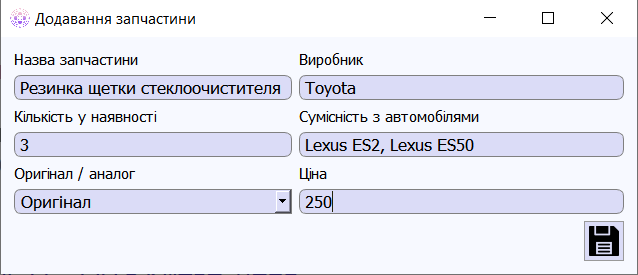 Додавання запчастини
Назва запчастини Виробник
Резинка щетки стеклоочистителя Toyota
Кількість у наявності Сумісність з автомобілями
3 Lexus ES2, Lexus ES50
Оригінал / аналог Ціна
Оригінал 250